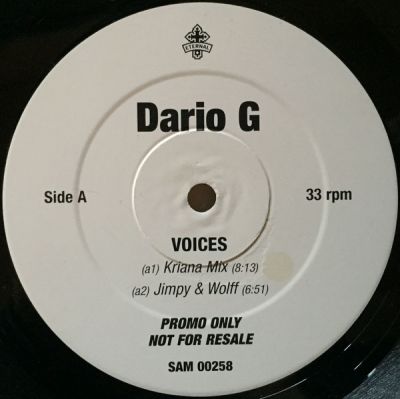 ETERNAL
Dario G
Side A
33 rpm
VOICES
(a1) Kriana Mix (8:13)
(a2) Jimpy & Wolff (6:51)
PROMO ONLY
NOT FOR RESALE
SAM 00258